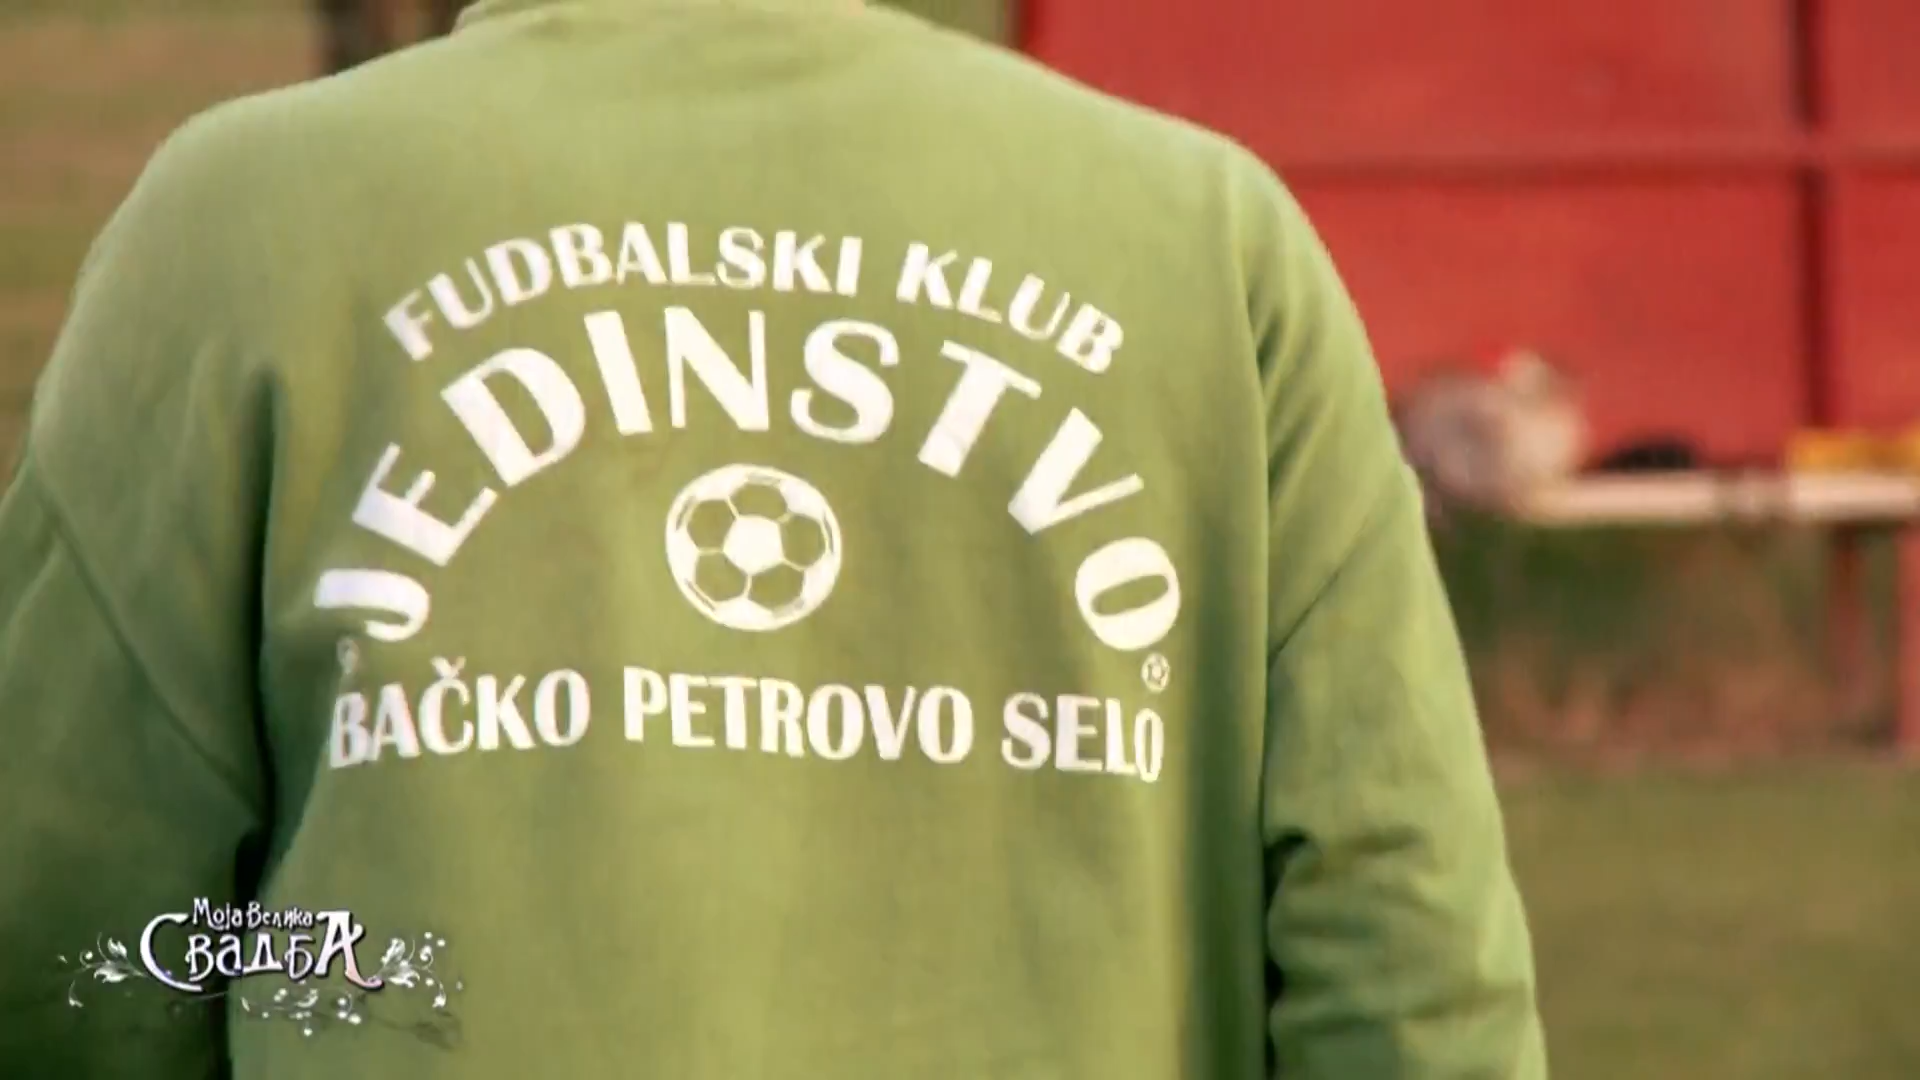 FUDBALSKI KLUB
JEDINSTVO
BAČKO PETROVO SELO
Моја Велика
Свадба